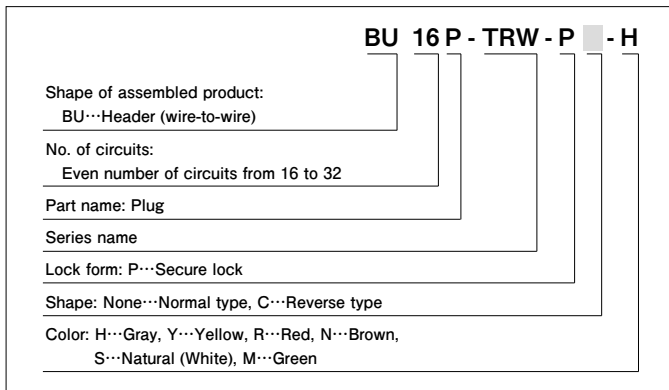 BU 16 P - TRW - P - H
Shape of assembled product:
BU···Header (wire-to-wire)
No. of circuits:
Even number of circuits from 16 to 32
Part name: Plug
Series name
Lock form: P···Secure lock
Shape: None···Normal type, C···Reverse type
Color: H···Gray, Y···Yellow, R···Red, N···Brown,
S···Natural (White), M···Green